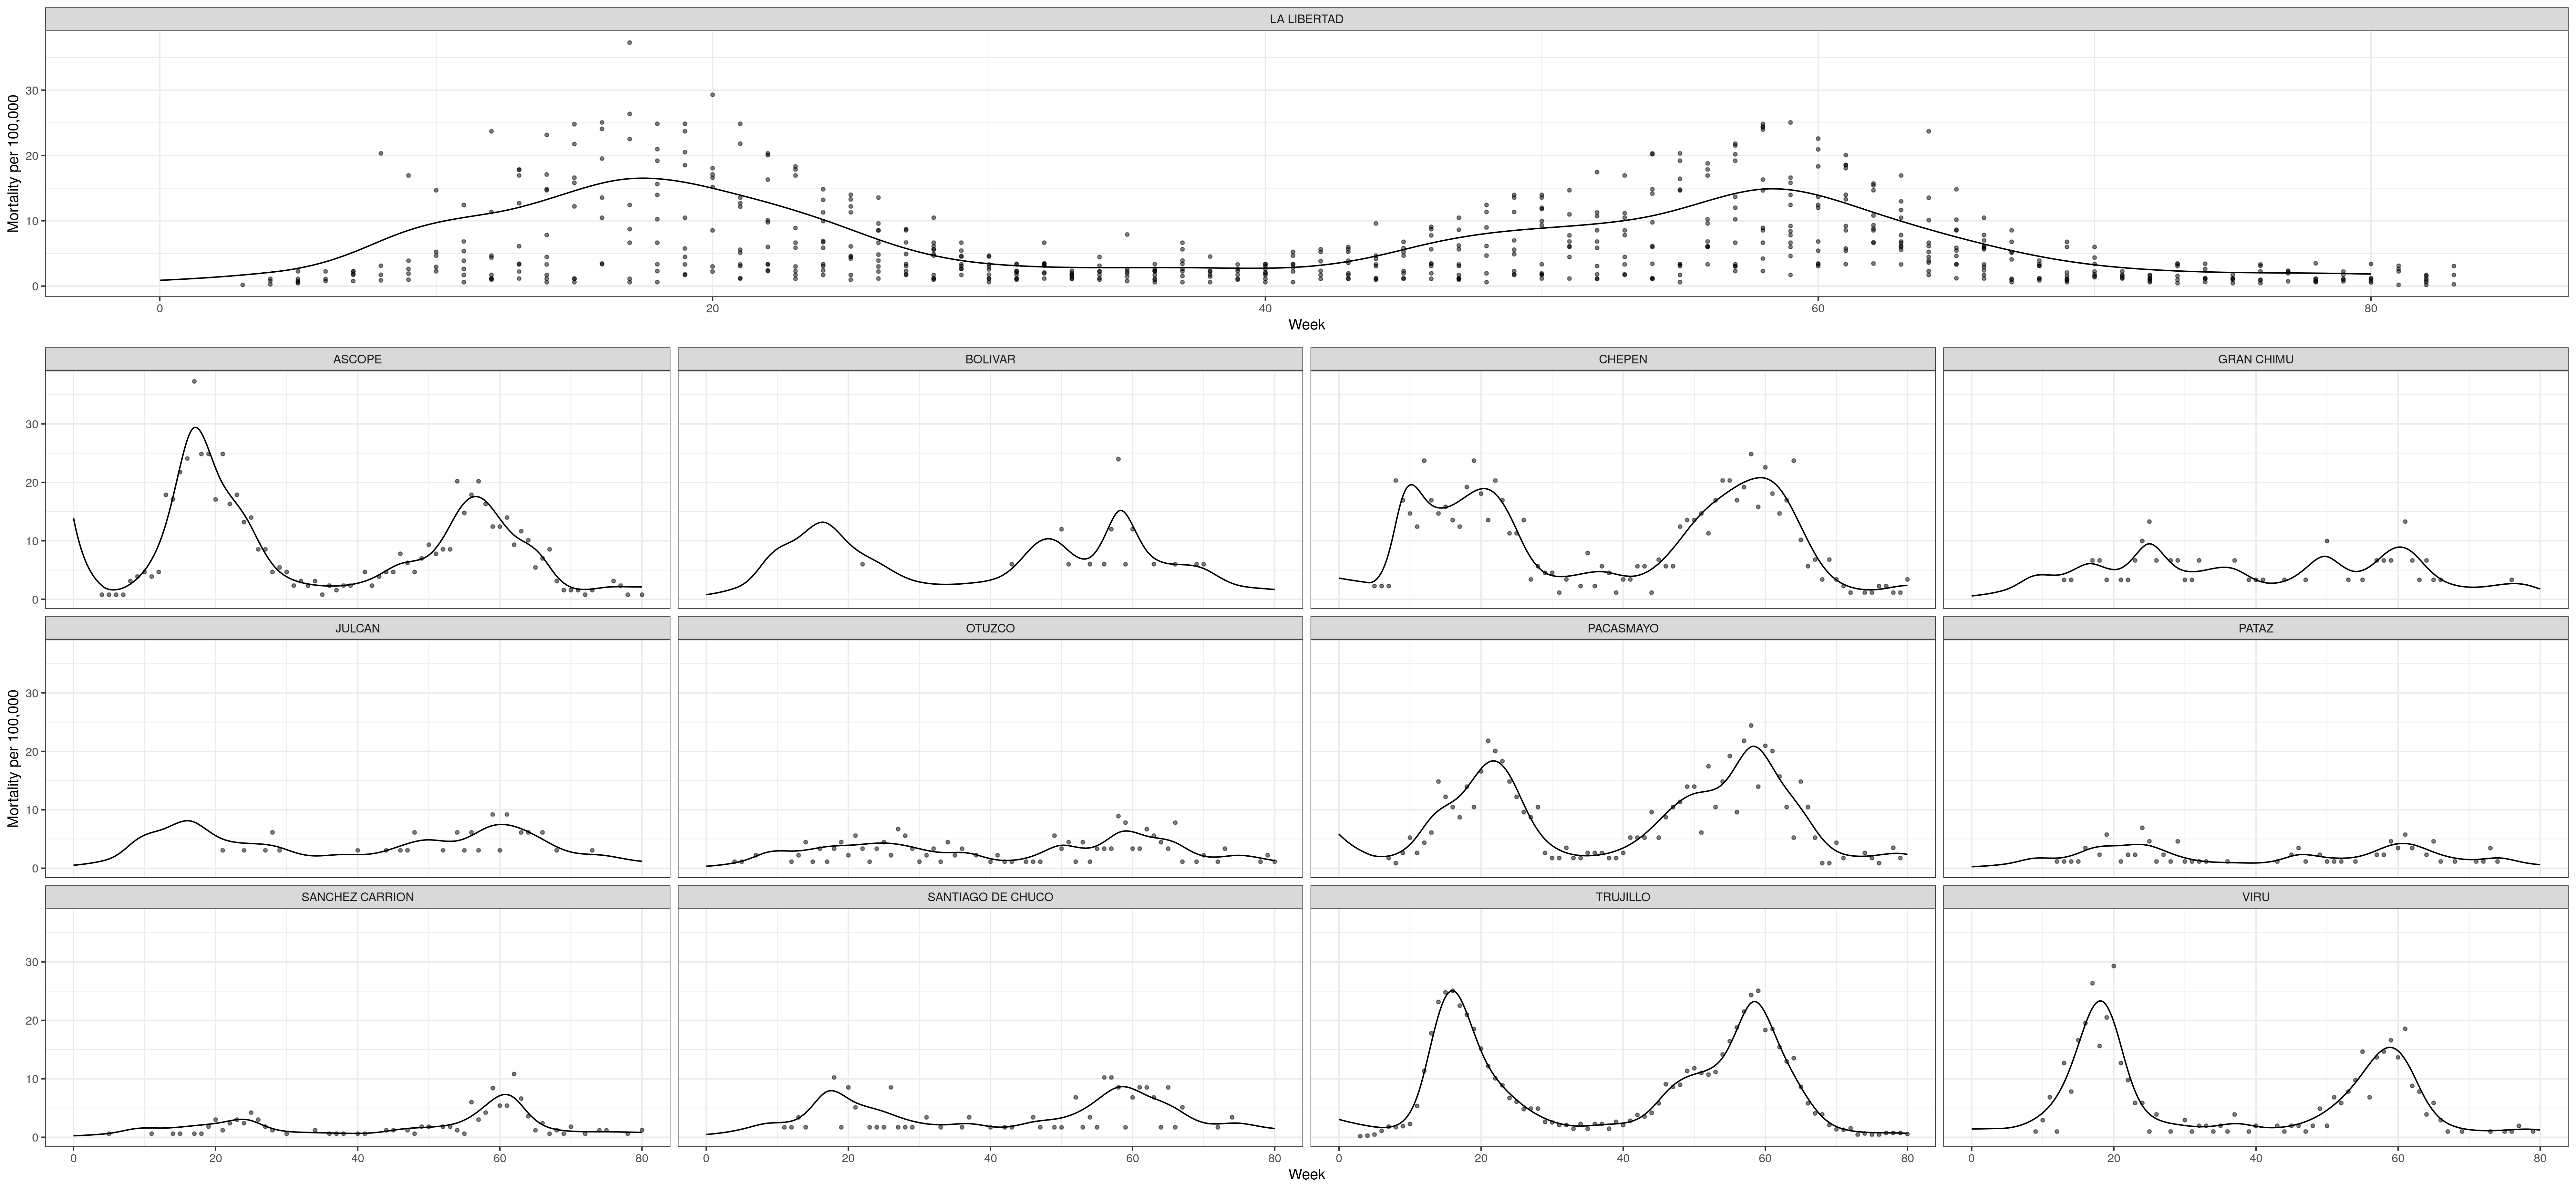 LA LIBERTAD
Mortality per 100,000
30
20
10
0
0 20 40 60 80
Week
ASCOPE BOLIVAR CHEPEN GRAN CHIMU
30
20
10
0
JULCAN OTUZCO PACASMAYO PATAZ
Mortality per 100,000
30
20
10
0
SANCHEZ CARRION SANTIAGO DE CHUCO TRUJILLO VIRU
30
20
10
0
0 20 40 60 80 0 20 40 60 80 0 20 40 60 80 0 20 40 60 80
Week